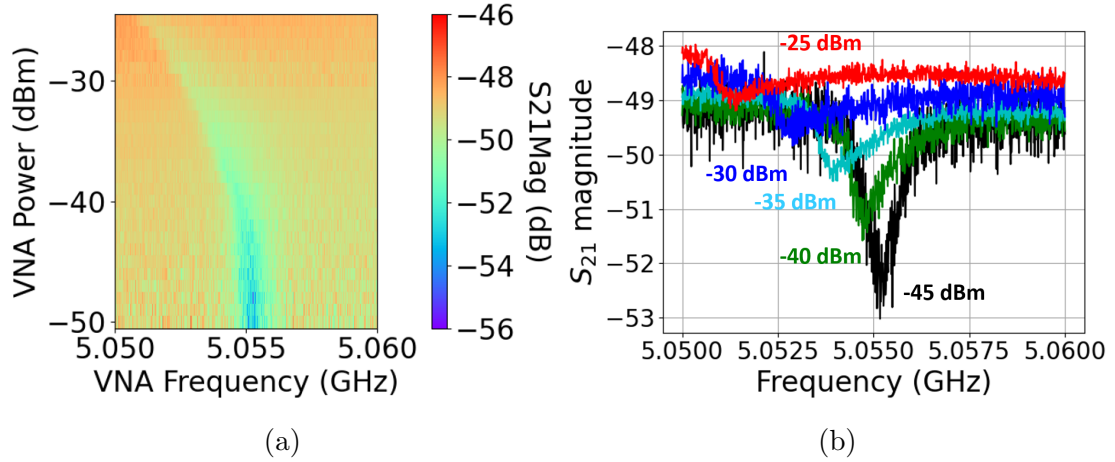 −30
−40
−50
VNA Power (dBm)
5.050
5.055
5.060
VNA Frequency (GHz)
−46
−48
−50
−52
−54
−56
S21Mag (dB)
(a)
−48
−49
−50
−51
−52
−53
S₂₁ magnitude
-25 dBm
-30 dBm
-35 dBm
-40 dBm
-45 dBm
5.0500
5.0525
5.0550
5.0575
5.0600
Frequency (GHz)
(b)